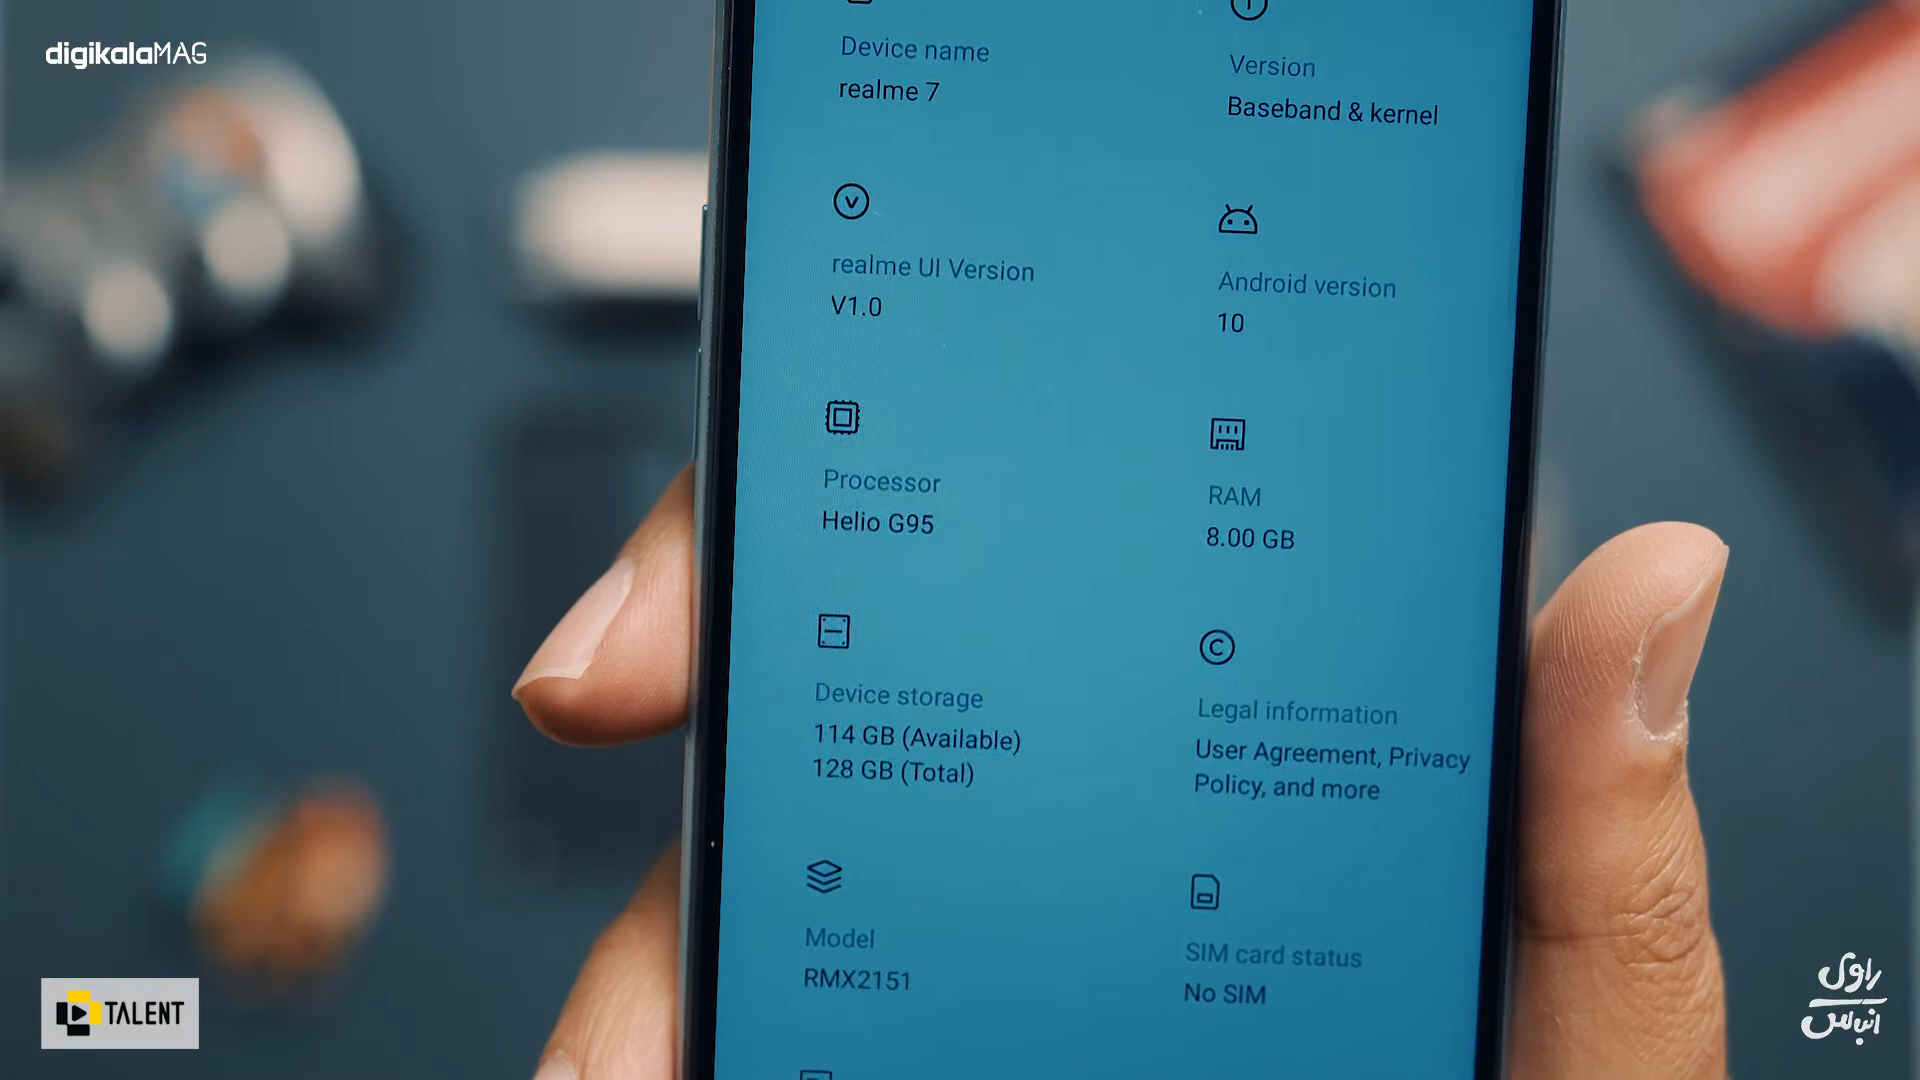 digikalaMAG
Device name
realme 7
Version
Baseband & kernel
realme UI Version
V1.0
Android version
10
Processor
Helio G95
RAM
8.00 GB
Device storage
114 GB (Available)
128 GB (Total)
Legal information
User Agreement, Privacy
Policy, and more
Model
RMX2151
SIM card status
No SIM
TALENT
راوی
آنباکس